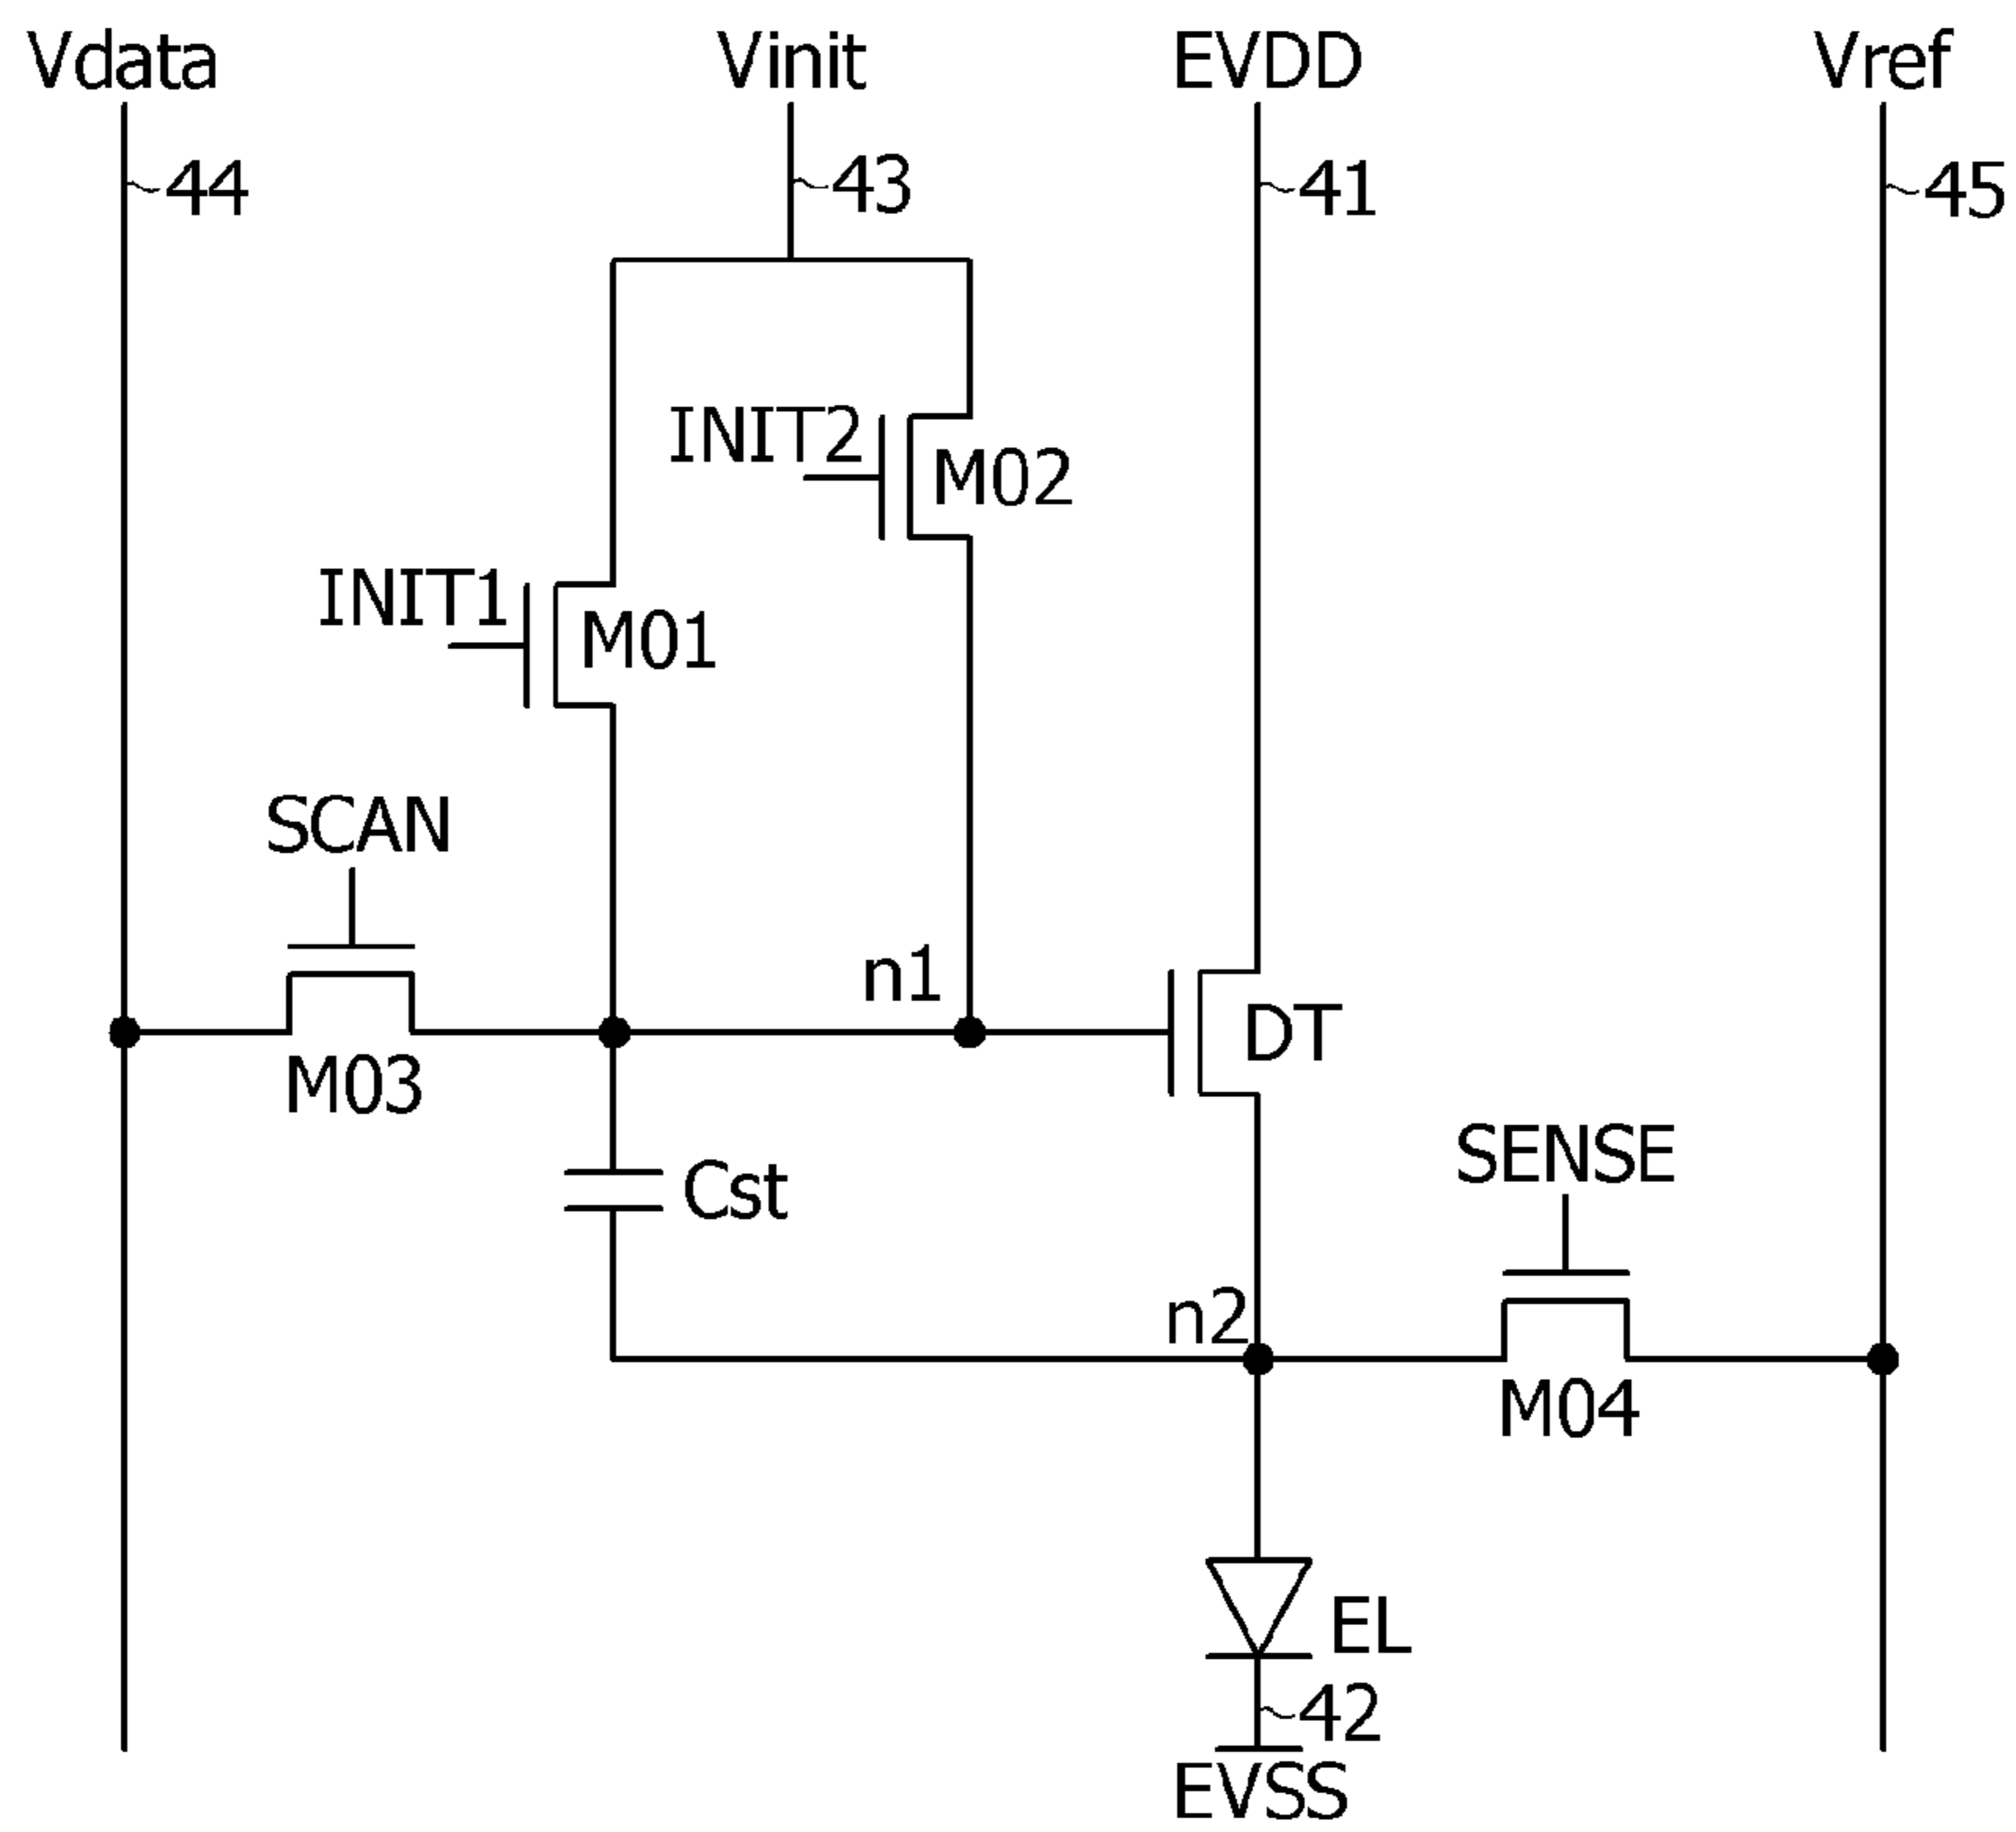 Vdata
Vinit
EVDD
Vref
44
43
41
45
INIT2
M02
INIT1
M01
SCAN
n1
DT
M03
SENSE
Cst
n2
M04
EL
42
EVSS